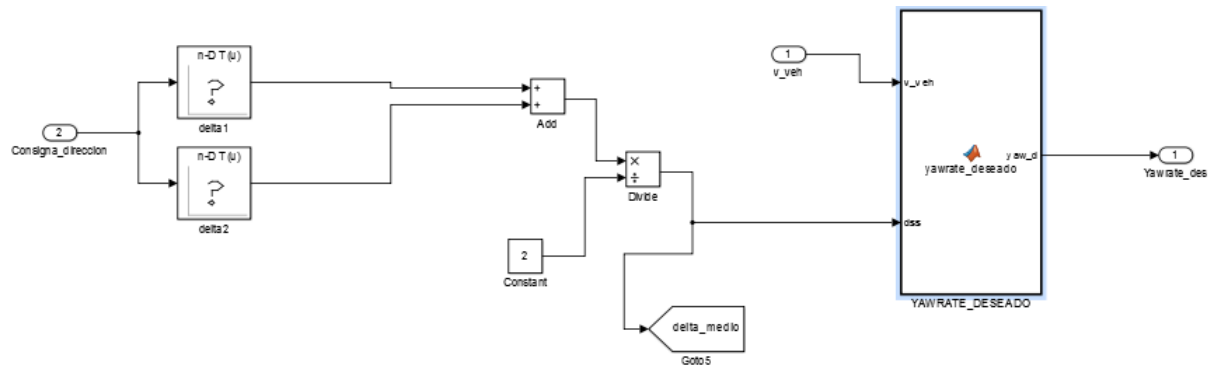 n-D T(u)
delta1
2
Consigna_direccion
n-D T(u)
delta2
+
+
Add
×
÷
Divide
2
Constant
delta_medio
Goto5
1
v_veh
v_veh
yaw_d
yawrate_deseado
dss
YAWRATE_DESEADO
1
Yawrate_des